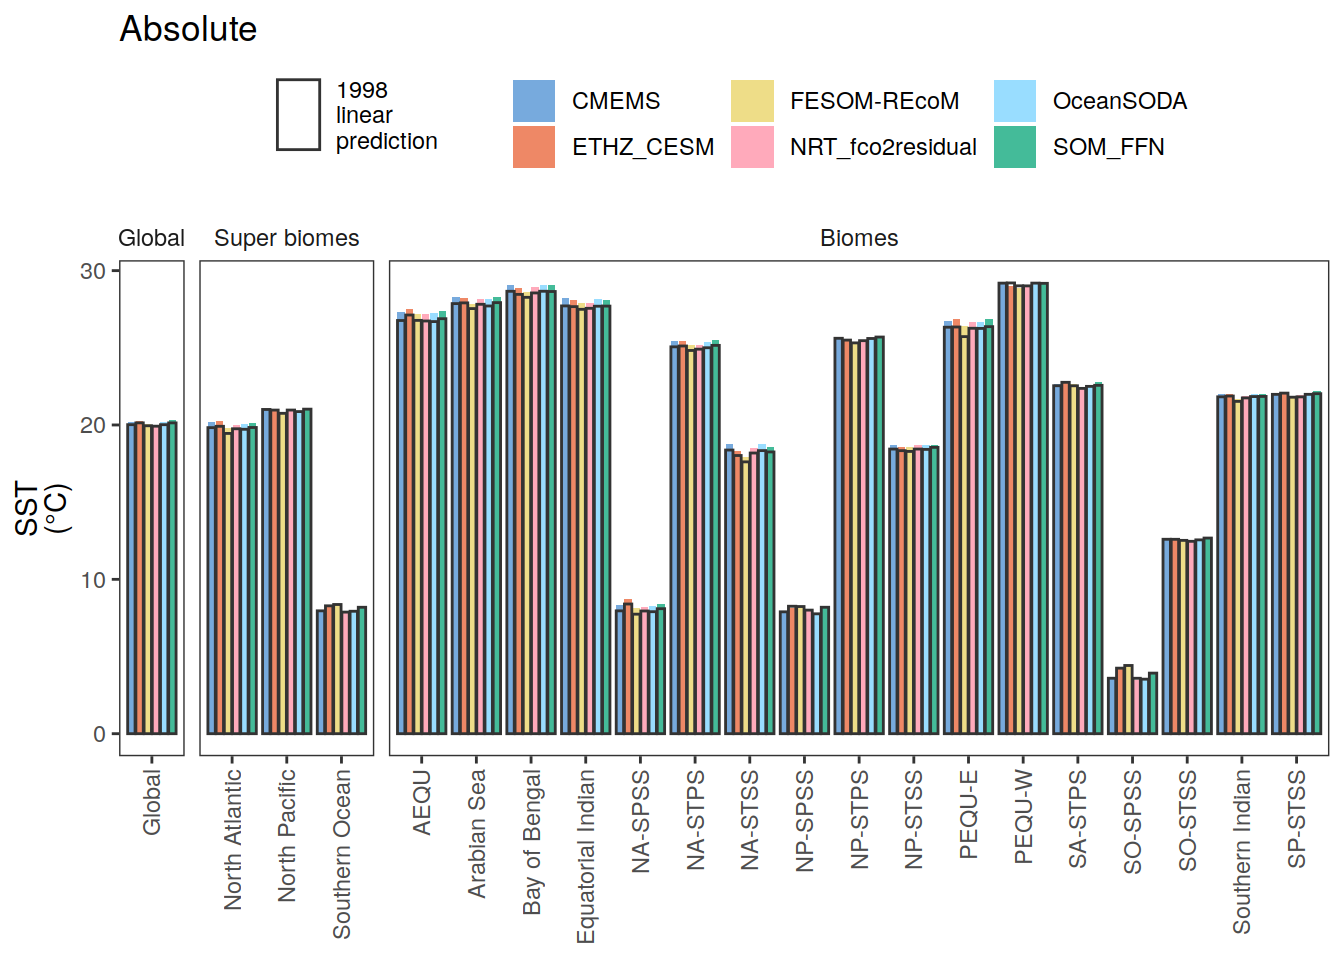 Absolute
1998
linear
prediction
CMEMS
FESOM-REcoM
OceanSODA
ETHZ_CESM
NRT_fco2residual
SOM_FFN
Global
Super biomes
Biomes
SST
(°C)
30
20
10
0
Global
North Atlantic
North Pacific
Southern Ocean
AEQU
Arabian Sea
Bay of Bengal
Equatorial Indian
NA-SPSS
NA-STPS
NA-STSS
NP-SPSS
NP-STPS
NP-STSS
PEQU-E
PEQU-W
SA-STPS
SO-SPSS
SO-STSS
Southern Indian
SP-STSS